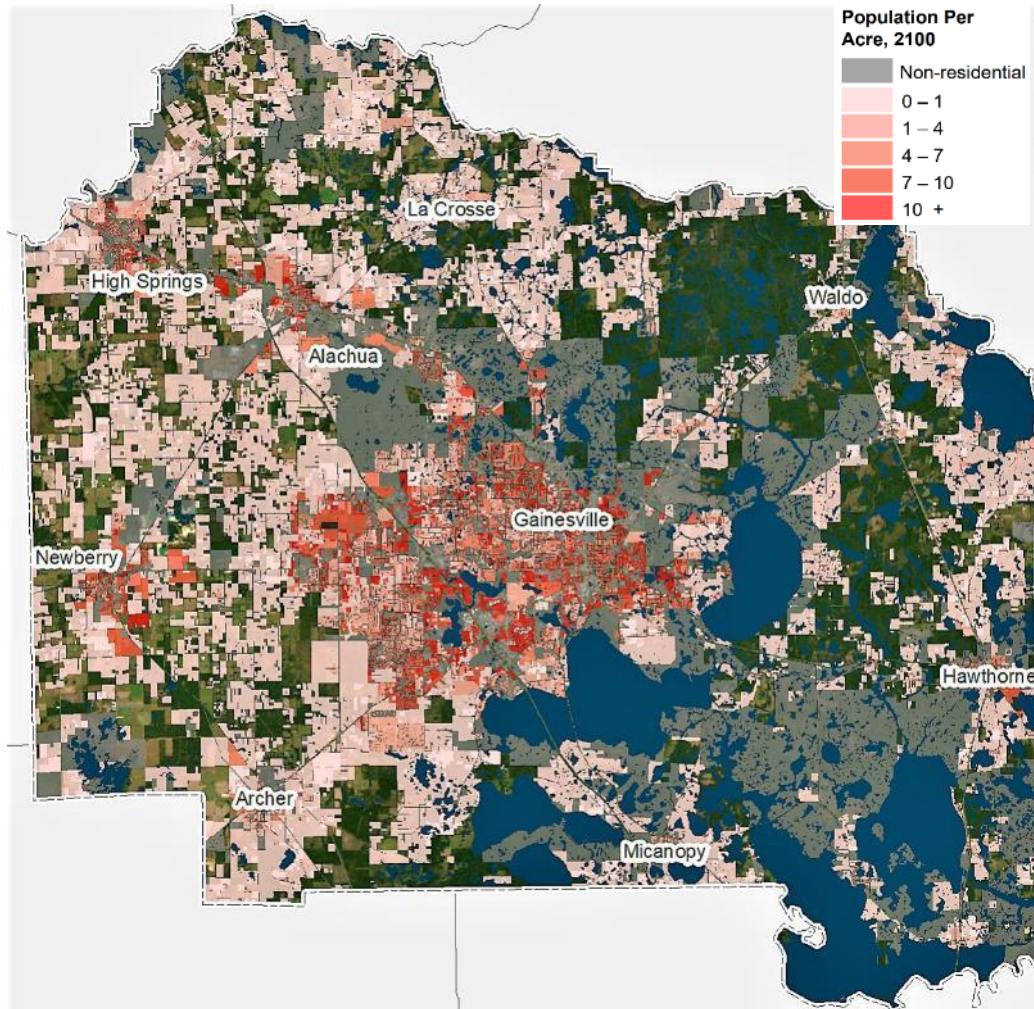 Population Per
Acre, 2100
Non-residential
0 – 1
1 – 4
4 – 7
7 – 10
10 +
La Crosse
High Springs
Waldo
Alachua
Gainesville
Newberry
Hawthorne
Archer
Micanopy